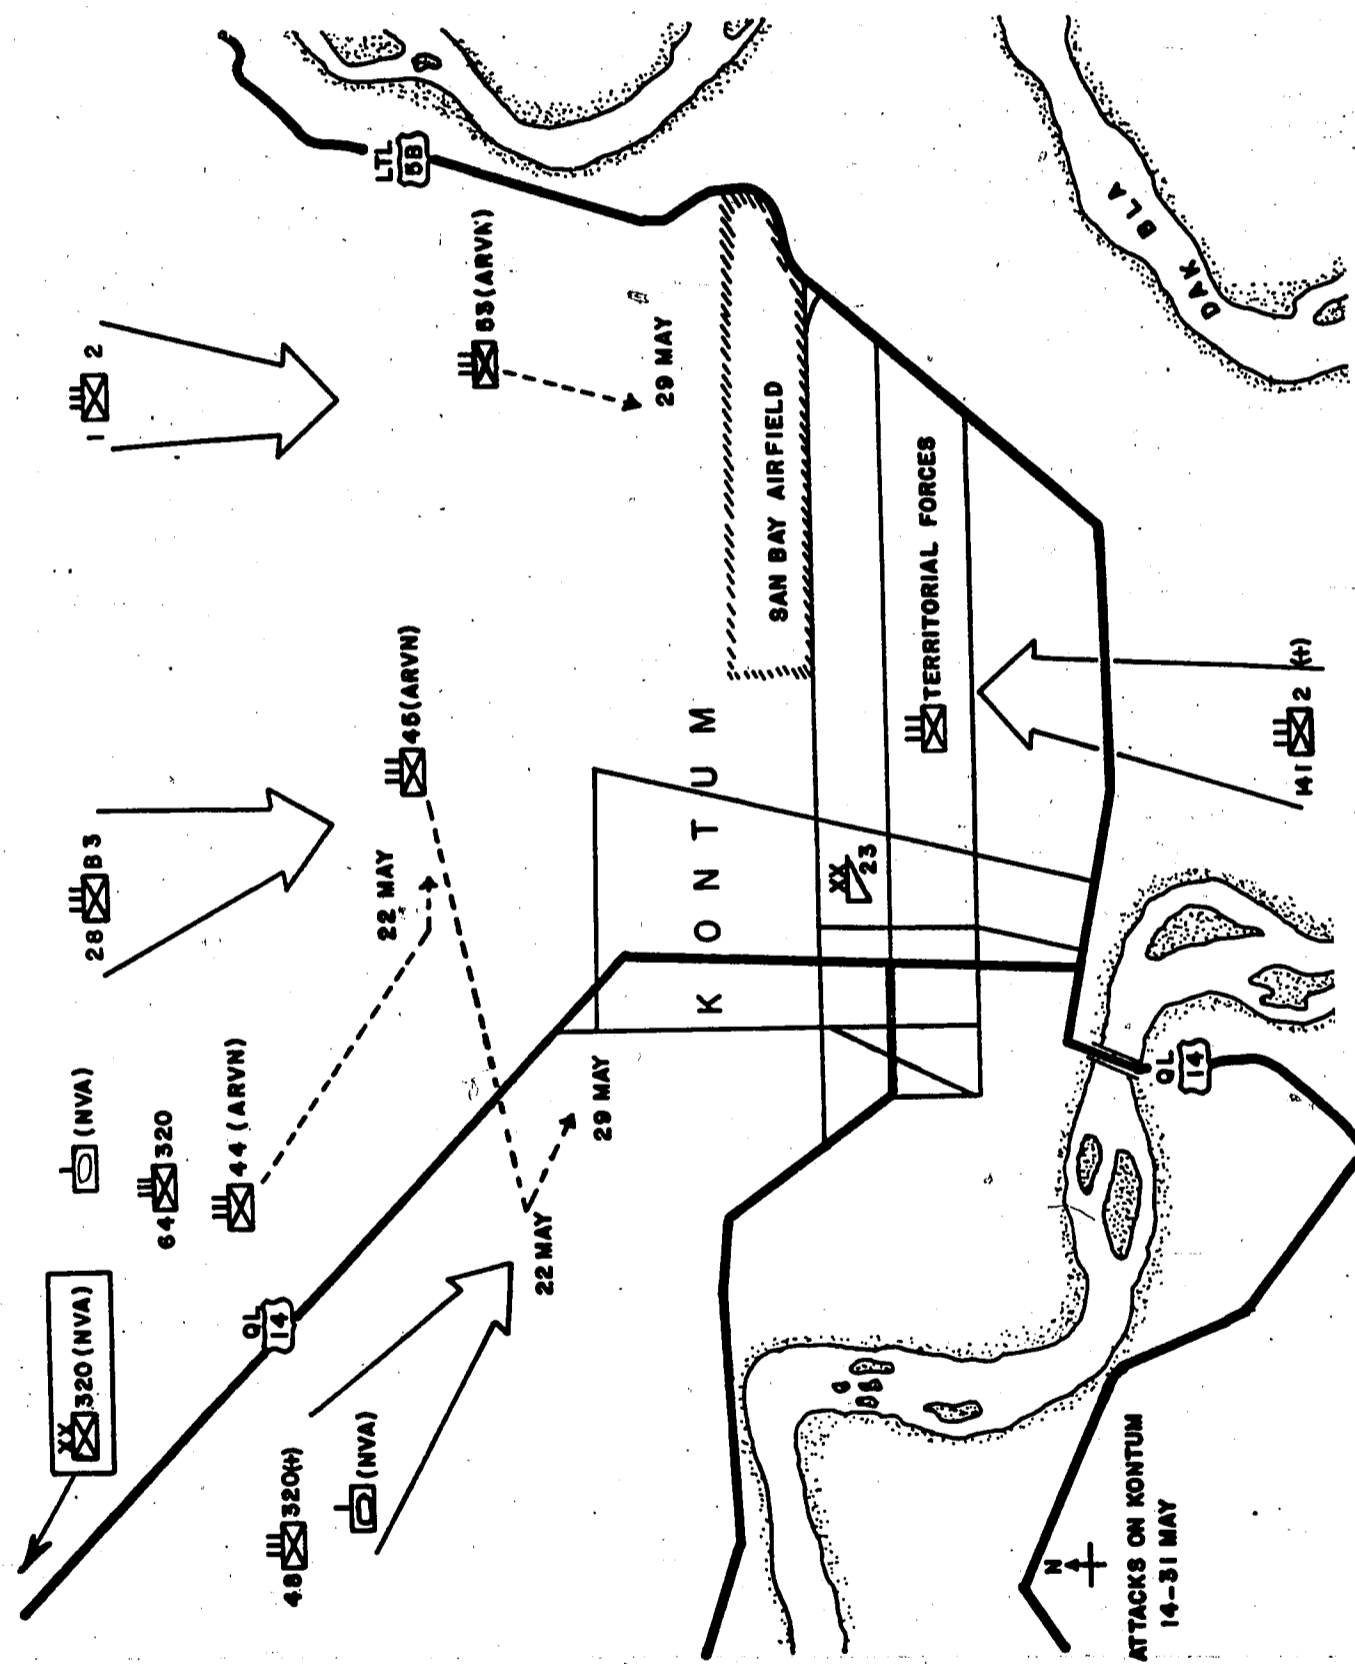 320 (NVA)
XX
(NVA)
28 B3
1 2
64 320
44 (ARVN)
22 MAY
45(ARVN)
53(ARVN)
LTL
5B
QL
14
48 320(+)
(NVA)
22 MAY
29 MAY
29 MAY
K O N T U M
SAN BAY AIRFIELD
XX
23
TERRITORIAL FORCES
DAK BLA
QL
14
141 2 (+)
N
ATTACKS ON KONTUM
14-31 MAY